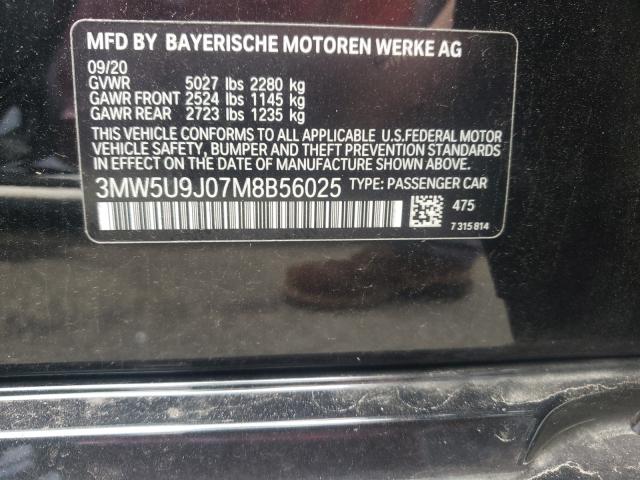 MFD BY BAYERISCHE MOTOREN WERKE AG
09/20
GVWR 5027 lbs 2280 kg
GAWR FRONT 2524 lbs 1145 kg
GAWR REAR 2723 lbs 1235 kg
THIS VEHICLE CONFORMS TO ALL APPLICABLE U.S.FEDERAL MOTOR
VEHICLE SAFETY, BUMPER AND THEFT PREVENTION STANDARDS
IN EFFECT ON THE DATE OF MANUFACTURE SHOWN ABOVE.
3MW5U9J07M8B56025 TYPE: PASSENGER CAR
475
7 315 814